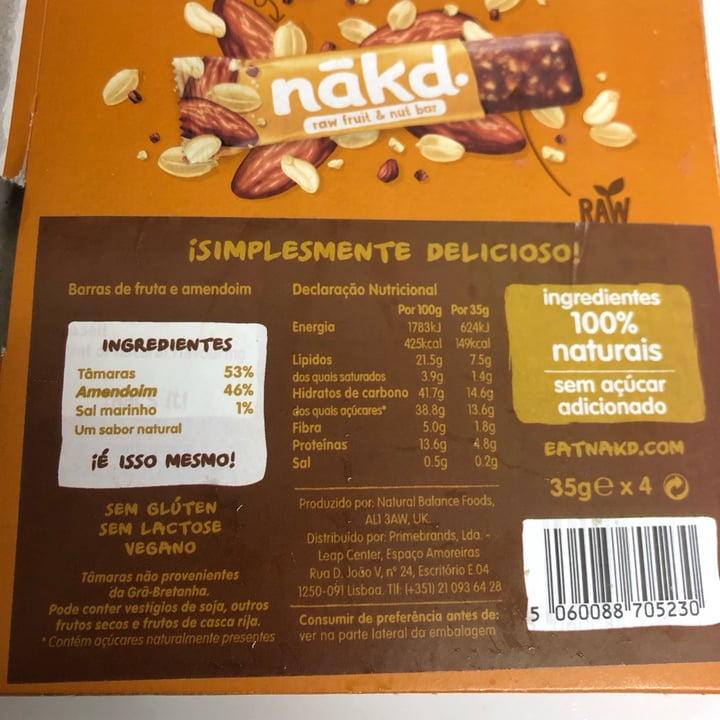 nākd.
raw fruit & nut bar
RAW
¡SIMPLESMENTE DELICIOSO!
Barras de fruta e amendoim
INGREDIENTES
Tâmaras 53%
Amendoim 46%
Sal marinho 1%
Um sabor natural
¡É ISSO MESMO!
SEM GLÚTEN
SEM LACTOSE
VEGANO
Tâmaras não provenientes
da Grã-Bretanha.
Pode conter vestígios de soja, outros
frutos secos e frutos de casca rija.
* Contém açúcares naturalmente presentes
Declaração Nutricional
Por 100g Por 35g
Energia 1783kJ 624kJ
425kcal 149kcal
Lípidos 21.5g 7.5g
dos quais saturados 3.9g 1.4g
Hidratos de carbono 41.7g 14.6g
dos quais açúcares* 38.8g 13.6g
Fibra 5.0g 1.8g
Proteínas 13.6g 4.8g
Sal 0.5g 0.2g
Produzido por: Natural Balance Foods,
AL1 3AW, UK.
Distribuído por: Primebrands, Lda. -
Leap Center, Espaço Amoreiras
Rua D. João V, nº 24, Escritório E.04
1250-091 Lisboa. Tlf: (+351) 21 093 64 28
Consumir de preferência antes de:
ver na parte lateral da embalagem
ingredientes
100%
naturais
sem açúcar
adicionado
EATNAKD.COM
35g e x 4
5 060088 705230